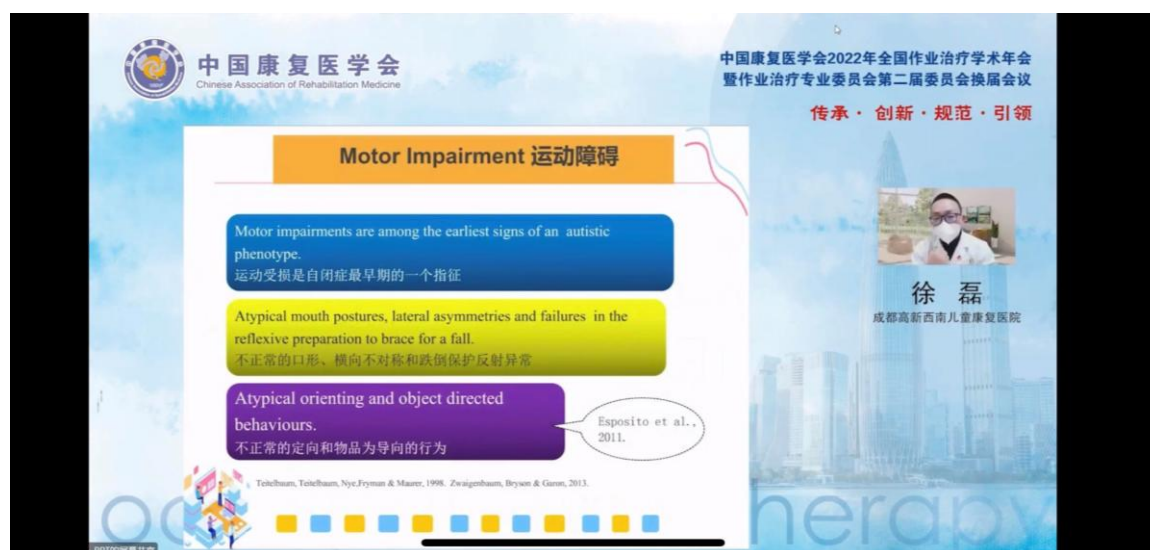 中国康复医学会
Chinese Association of Rehabilitation Medicine
中国康复医学会2022年全国作业治疗学术年会
暨作业治疗专业委员会第二届委员会换届会议
传承· 创新·规范·引领
Motor Impairment 运动障碍
Motor impairments are among the earliest signs of an autistic
phenotype.
运动受损是自闭症最早期的一个指征
Atypical mouth postures, lateral asymmetries and failures in the
reflexive preparation to brace for a fall.
不正常的口形、横向不对称和跌倒保护反射异常
Atypical orienting and object directed
behaviours.
不正常的定向和物品为导向的行为
Esposito et al.,
2011.
Teitelbaum, Teitelbaum, Nye,Fryman & Maurer, 1998. Zwaigenbaum, Bryson & Garon, 2013.
徐 磊
成都高新西南儿童康复医院
herapy